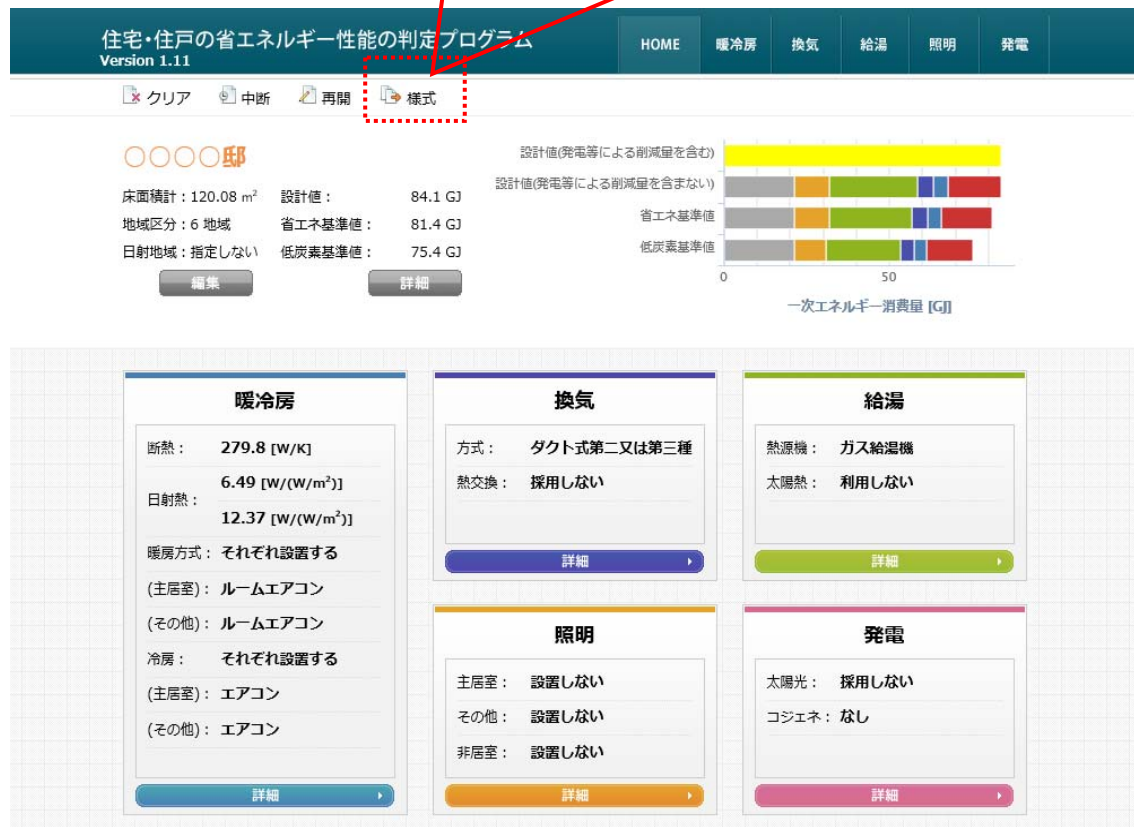 住宅・住戸の省エネルギー性能の判定プログラム
Version 1.11
HOME 暖冷房 換気 給湯 照明 発電
クリア 中断 再開 様式
〇〇〇〇邸
床面積計：120.08 m² 設計値： 84.1 GJ
地域区分：6 地域 省エネ基準値： 81.4 GJ
日射地域：指定しない 低炭素基準値： 75.4 GJ
編集 詳細
設計値(発電等による削減量を含む)
設計値(発電等による削減量を含まない)
省エネ基準値
低炭素基準値
0 50
一次エネルギー消費量 [GJ]
暖冷房
断熱： 279.8 [W/K]
日射熱： 6.49 [W/(W/m²)]
12.37 [W/(W/m²)]
暖房方式： それぞれ設置する
(主居室)： ルームエアコン
(その他)： ルームエアコン
冷房： それぞれ設置する
(主居室)： エアコン
(その他)： エアコン
詳細
換気
方式： ダクト式第二又は第三種
熱交換： 採用しない
詳細
給湯
熱源機： ガス給湯機
太陽熱： 利用しない
詳細
照明
主居室： 設置しない
その他： 設置しない
非居室： 設置しない
詳細
発電
太陽光： 採用しない
コジェネ： なし
詳細